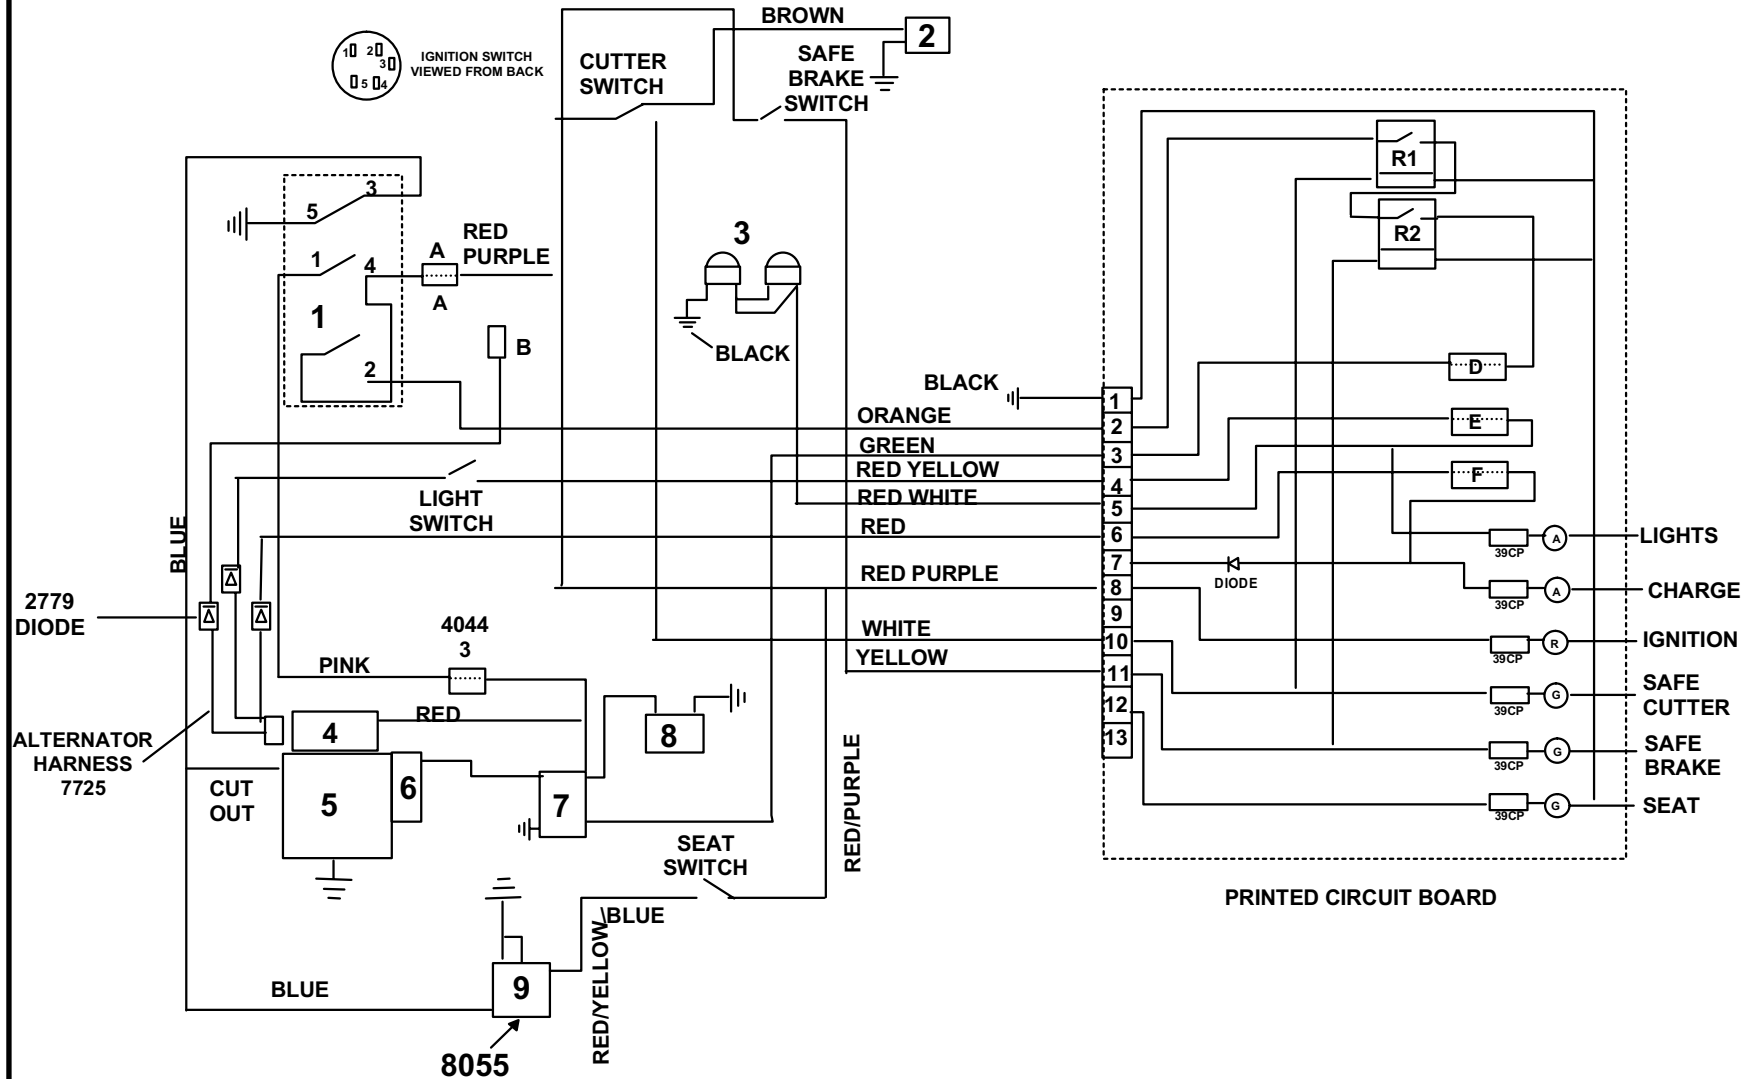 BROWN
2
1 2 3 5 4
IGNITION SWITCH
VIEWED FROM BACK
CUTTER
SWITCH
SAFE
BRAKE
SWITCH
R1
R2
3
5
1
4
1
2
A
A
RED
PURPLE
B
3
BLACK
BLUE
BLACK
ORANGE
GREEN
RED YELLOW
RED WHITE
RED
RED PURPLE
WHITE
YELLOW
1
2
3
4
5
6
7
8
9
10
11
12
13
D
E
F
DIODE
LIGHT
SWITCH
2779
DIODE
4044
3
PINK
RED
4
5
6
7
8
ALTERNATOR
HARNESS
7725
CUT
OUT
SEAT
SWITCH
RED/PURPLE
RED/YELLOW
\BLUE
BLUE
9
8055
39CP
A
LIGHTS
39CP
A
CHARGE
39CP
R
IGNITION
39CP
G
SAFE
CUTTER
39CP
G
SAFE
BRAKE
39CP
G
SEAT
PRINTED CIRCUIT BOARD